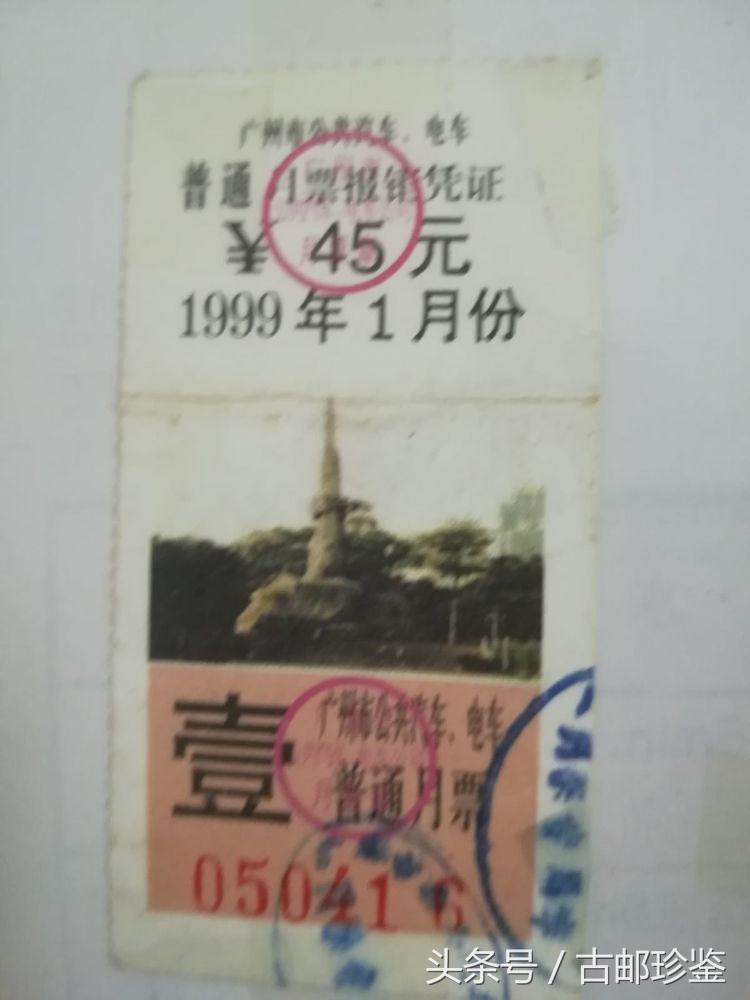 广州市公共汽车、电车
普通月票报销凭证
￥45元
1999年1月份
壹
广州市公共汽车、电车
普通月票
050416
头条号 / 古邮珍鉴